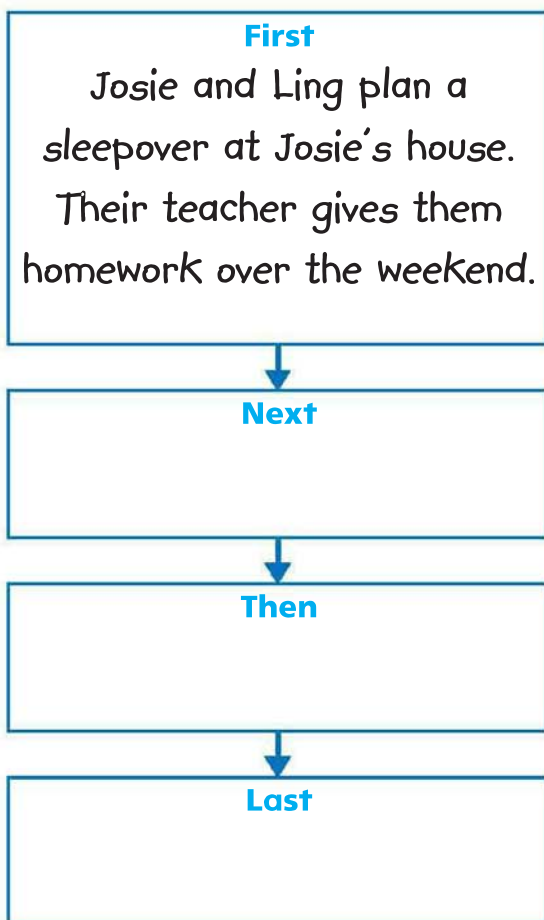 First
Josie and Ling plan a
sleepover at Josie's house.
Their teacher gives them
homework over the weekend.
Next
Then
Last